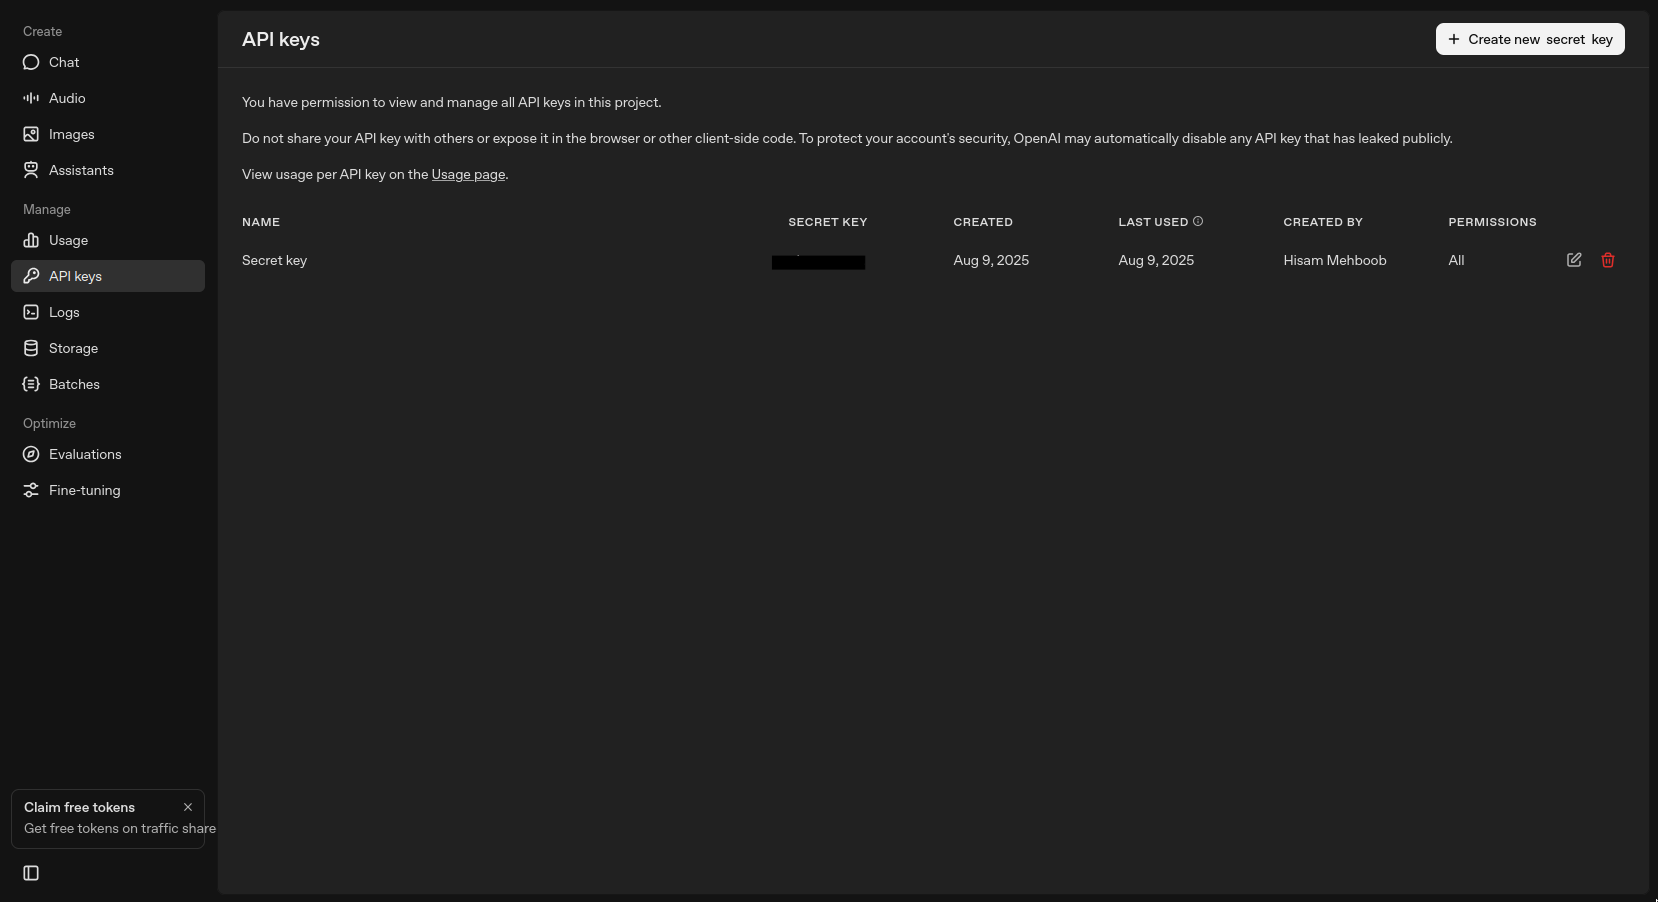 Create
Chat
Audio
Images
Assistants
Manage
Usage
API keys
Logs
Storage
Batches
Optimize
Evaluations
Fine-tuning
Claim free tokens
Get free tokens on traffic share
API keys
Create new secret key
You have permission to view and manage all API keys in this project.
Do not share your API key with others or expose it in the browser or other client-side code. To protect your account's security, OpenAI may automatically disable any API key that has leaked publicly.
View usage per API key on the Usage page.
NAME SECRET KEY CREATED LAST USED CREATED BY PERMISSIONS
Secret key Aug 9, 2025 Aug 9, 2025 Hisam Mehboob All